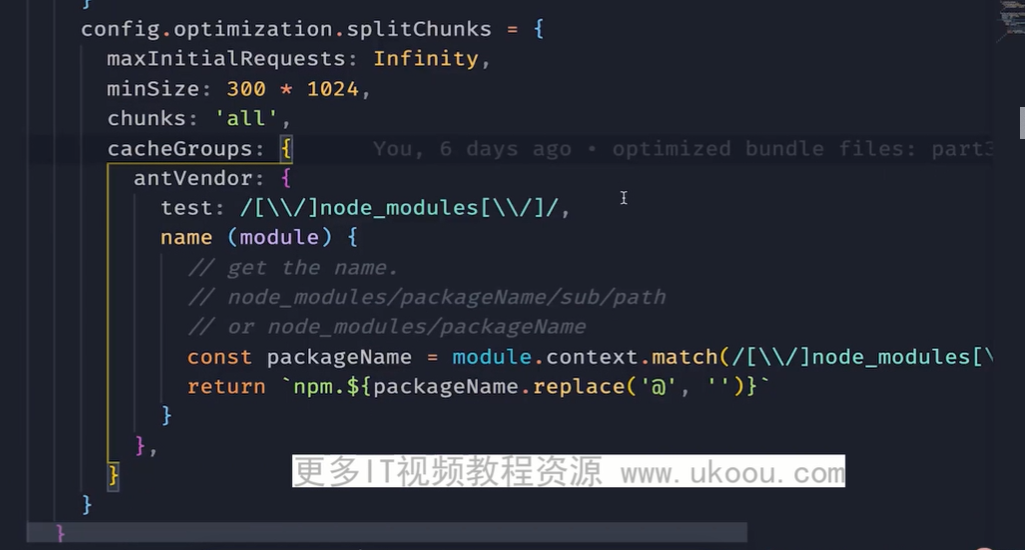 }
config.optimization.splitChunks = {
maxInitialRequests: Infinity,
minSize: 300 * 1024,
chunks: 'all',
cacheGroups: { You, 6 days ago • optimized bundle files: part3
antVendor: {
test: /[\\/]node_modules[\\/]/,
name (module) {
// get the name.
// node_modules/packageName/sub/path
// or node_modules/packageName
const packageName = module.context.match(/[\\/]node_modules[\
return `npm.${packageName.replace('@', '')}`
}
},
}
更多IT视频教程资源 www.ukoou.com
}
}